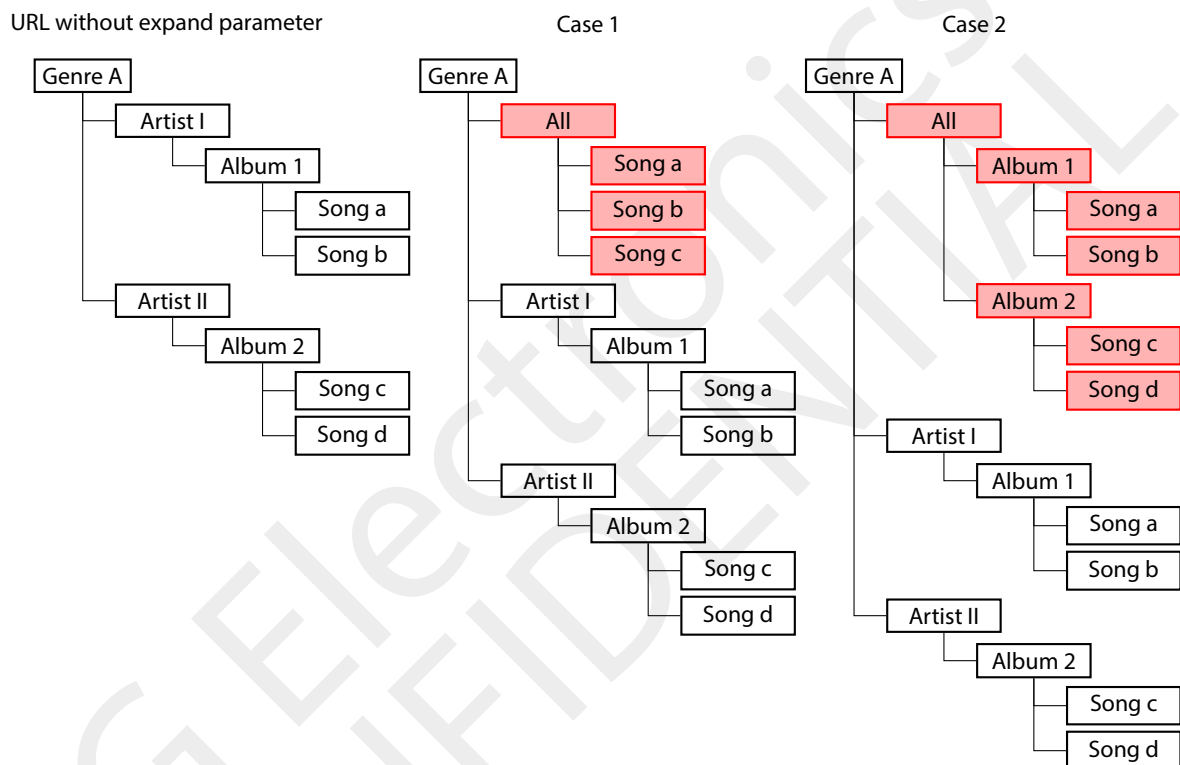 URL without expand parameter
Genre A
Artist I
Album 1
Song a
Song b
Artist II
Album 2
Song c
Song d
Case 1
Genre A
All
Song a
Song b
Song c
Artist I
Album 1
Song a
Song b
Artist II
Album 2
Song c
Song d
Case 2
Genre A
All
Album 1
Song a
Song b
Album 2
Song c
Song d
Artist I
Album 1
Song a
Song b
Artist II
Album 2
Song c
Song d
G Electronics
FIDENTIAL